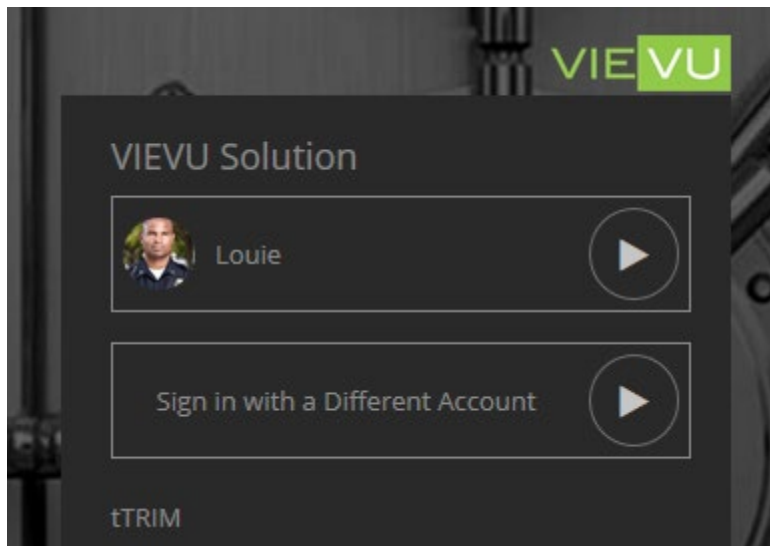 VIEVU
VIEVU Solution
Louie
Sign in with a Different Account
tTRIM